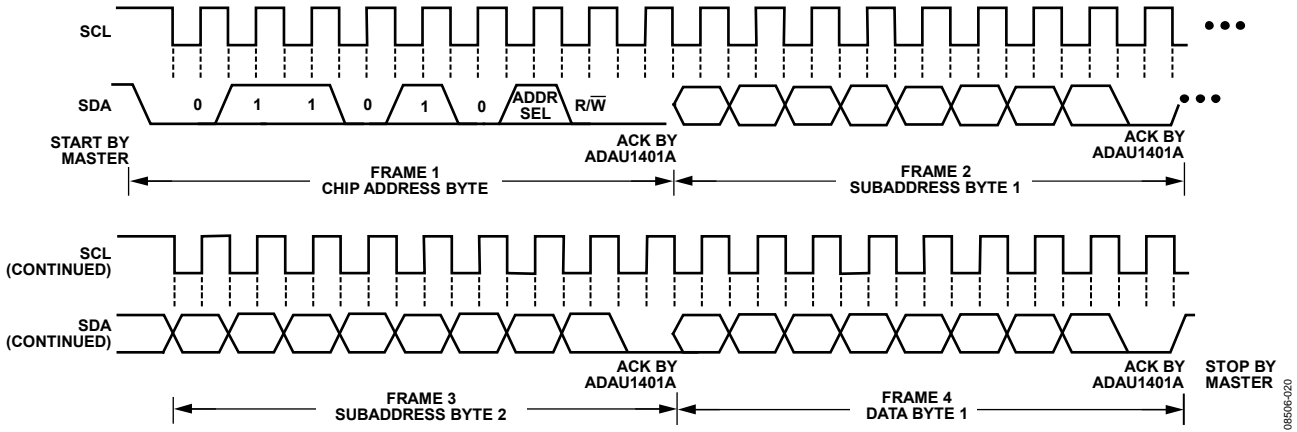 SCL
SDA
0 1 1 0 1 0 ADDR SEL R/W̅
START BY
MASTER
ACK BY
ADAU1401A
ACK BY
ADAU1401A
FRAME 1
CHIP ADDRESS BYTE
FRAME 2
SUBADDRESS BYTE 1
SCL
(CONTINUED)
SDA
(CONTINUED)
ACK BY
ADAU1401A
ACK BY
ADAU1401A
STOP BY
MASTER
FRAME 3
SUBADDRESS BYTE 2
FRAME 4
DATA BYTE 1
08506-020